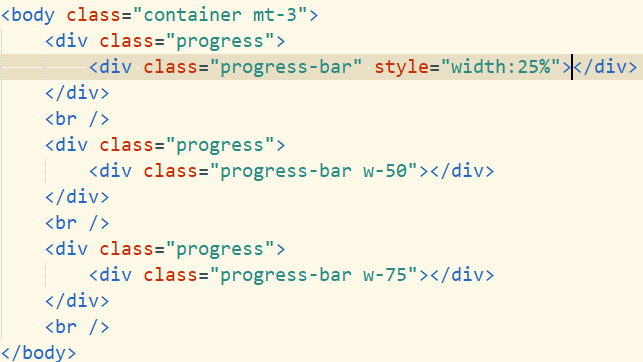 <body class="container mt-3">
<div class="progress">
<div class="progress-bar" style="width:25%"></div>
</div>
<br />
<div class="progress">
<div class="progress-bar w-50"></div>
</div>
<br />
<div class="progress">
<div class="progress-bar w-75"></div>
</div>
<br />
</body>